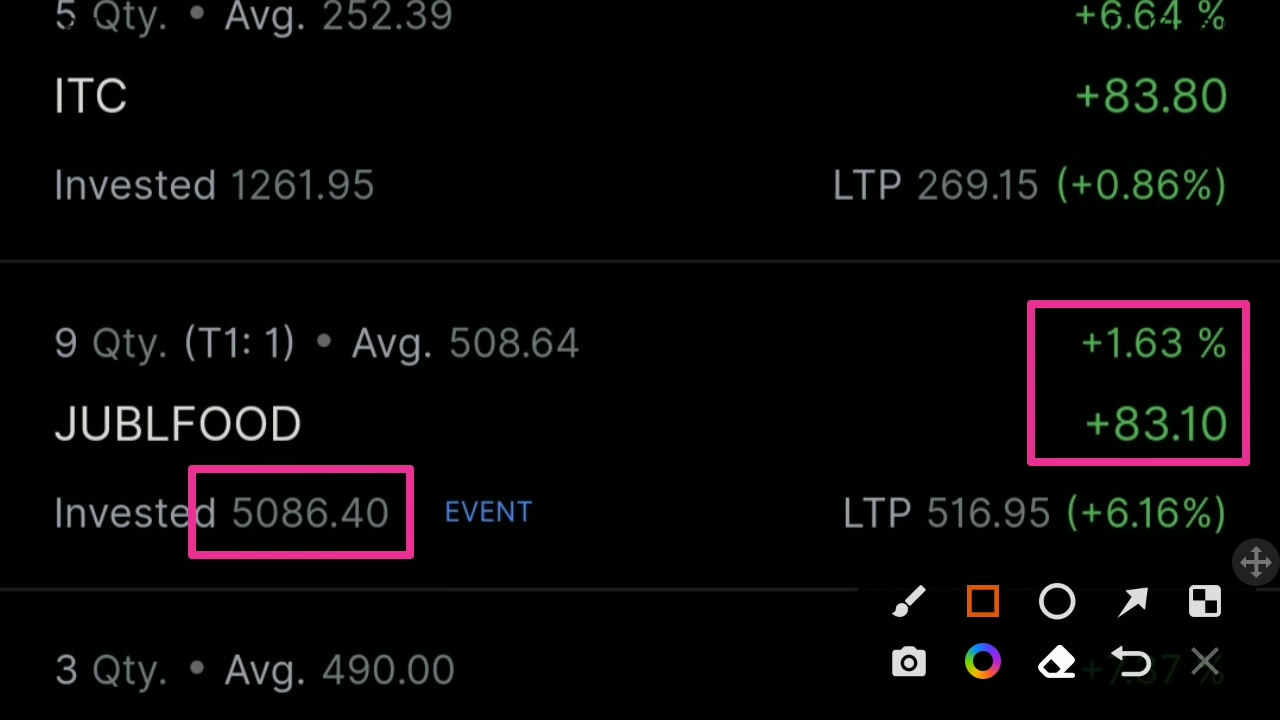 5 Qty. • Avg. 252.39 +6.64 %
ITC +83.80
Invested 1261.95 LTP 269.15 (+0.86%)
9 Qty. (T1: 1) • Avg. 508.64 +1.63 %
JUBLFOOD +83.10
Invested 5086.40 EVENT LTP 516.95 (+6.16%)
3 Qty. • Avg. 490.00